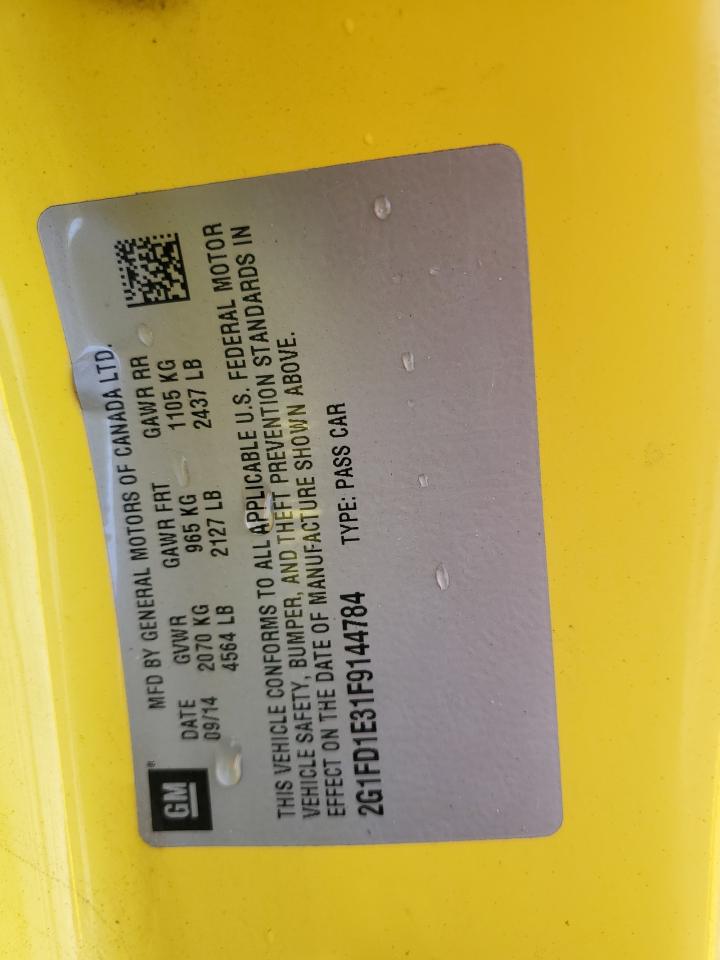 GM®
MFD BY GENERAL MOTORS OF CANADA LTD.
DATE GVWR GAWR FRT GAWR RR
09/14 2070 KG 965 KG 1105 KG
4564 LB 2127 LB 2437 LB
THIS VEHICLE CONFORMS TO ALL APPLICABLE U.S. FEDERAL MOTOR
VEHICLE SAFETY, BUMPER, AND THEFT PREVENTION STANDARDS IN
EFFECT ON THE DATE OF MANUFACTURE SHOWN ABOVE.
2G1FD1E31F9144784 TYPE: PASS CAR